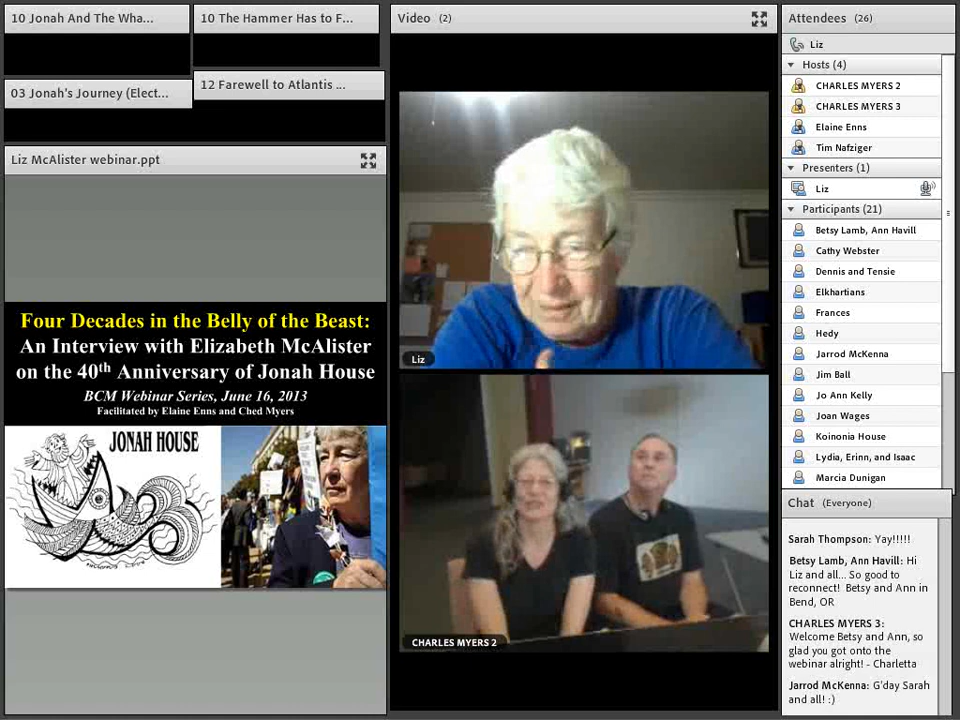 10 Jonah And The Wha...
10 The Hammer Has to F...
03 Jonah's Journey (Elect...
12 Farewell to Atlantis ...
Liz McAlister webinar.ppt
Four Decades in the Belly of the Beast:
An Interview with Elizabeth McAlister
on the 40th Anniversary of Jonah House
BCM Webinar Series, June 16, 2013
Facilitated by Elaine Enns and Ched Myers
JONAH HOUSE
Video (2)
Liz
CHARLES MYERS 2
Attendees (26)
Liz
Hosts (4)
CHARLES MYERS 2
CHARLES MYERS 3
Elaine Enns
Tim Nafziger
Presenters (1)
Liz
Participants (21)
Betsy Lamb, Ann Havill
Cathy Webster
Dennis and Tensie
Elkhartians
Frances
Hedy
Jarrod McKenna
Jim Ball
Jo Ann Kelly
Joan Wages
Koinonia House
Lydia, Erinn, and Isaac
Marcia Dunigan
Chat (Everyone)
Sarah Thompson: Yay!!!!!
Betsy Lamb, Ann Havill: Hi
Liz and all... So good to
reconnect! Betsy and Ann in
Bend, OR
CHARLES MYERS 3:
Welcome Betsy and Ann, so
glad you got onto the
webinar alright! - Charletta
Jarrod McKenna: G'day Sarah
and all! :)